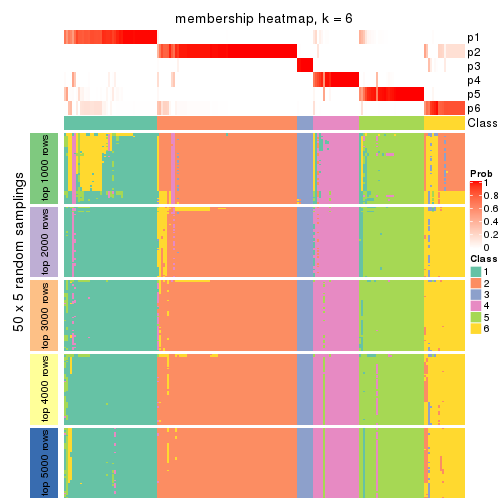 membership heatmap, k = 6
p1
p2
p3
p4
p5
p6
Class
50 x 5 random samplings
top 1000 rows
top 2000 rows
top 3000 rows
top 4000 rows
top 5000 rows
Prob
1
0.8
0.6
0.4
0.2
0
Class
1
2
3
4
5
6